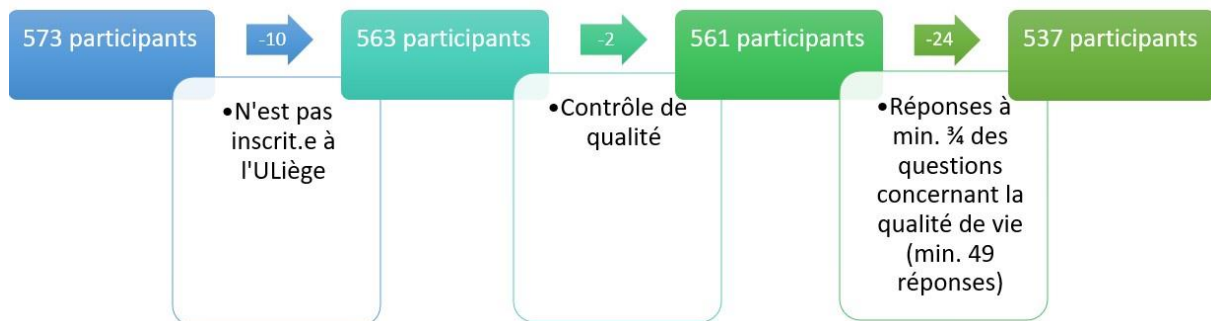 573 participants
-10
563 participants
-2
561 participants
-24
537 participants
•N'est pas
inscrit.e à
l'ULiège
•Contrôle de
qualité
•Réponses à
min. ¾ des
questions
concernant la
qualité de vie
(min. 49
réponses)